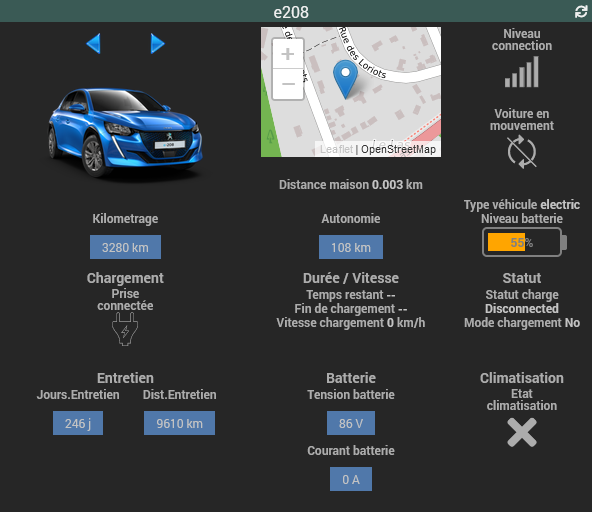 e208
Niveau
connection
Rue des Loriots
+
−
Leaflet | OpenStreetMap
Voiture en
mouvement
Distance maison 0.003 km
Type véhicule electric
Kilometrage
Autonomie
Niveau batterie
3280 km
108 km
55%
Chargement
Prise
connectée
Durée / Vitesse
Temps restant --
Fin de chargement --
Vitesse chargement 0 km/h
Statut
Statut charge
Disconnected
Mode chargement No
Entretien
Jours.Entretien
Dist.Entretien
246 j
9610 km
Batterie
Tension batterie
86 V
Courant batterie
0 A
Climatisation
Etat
climatisation